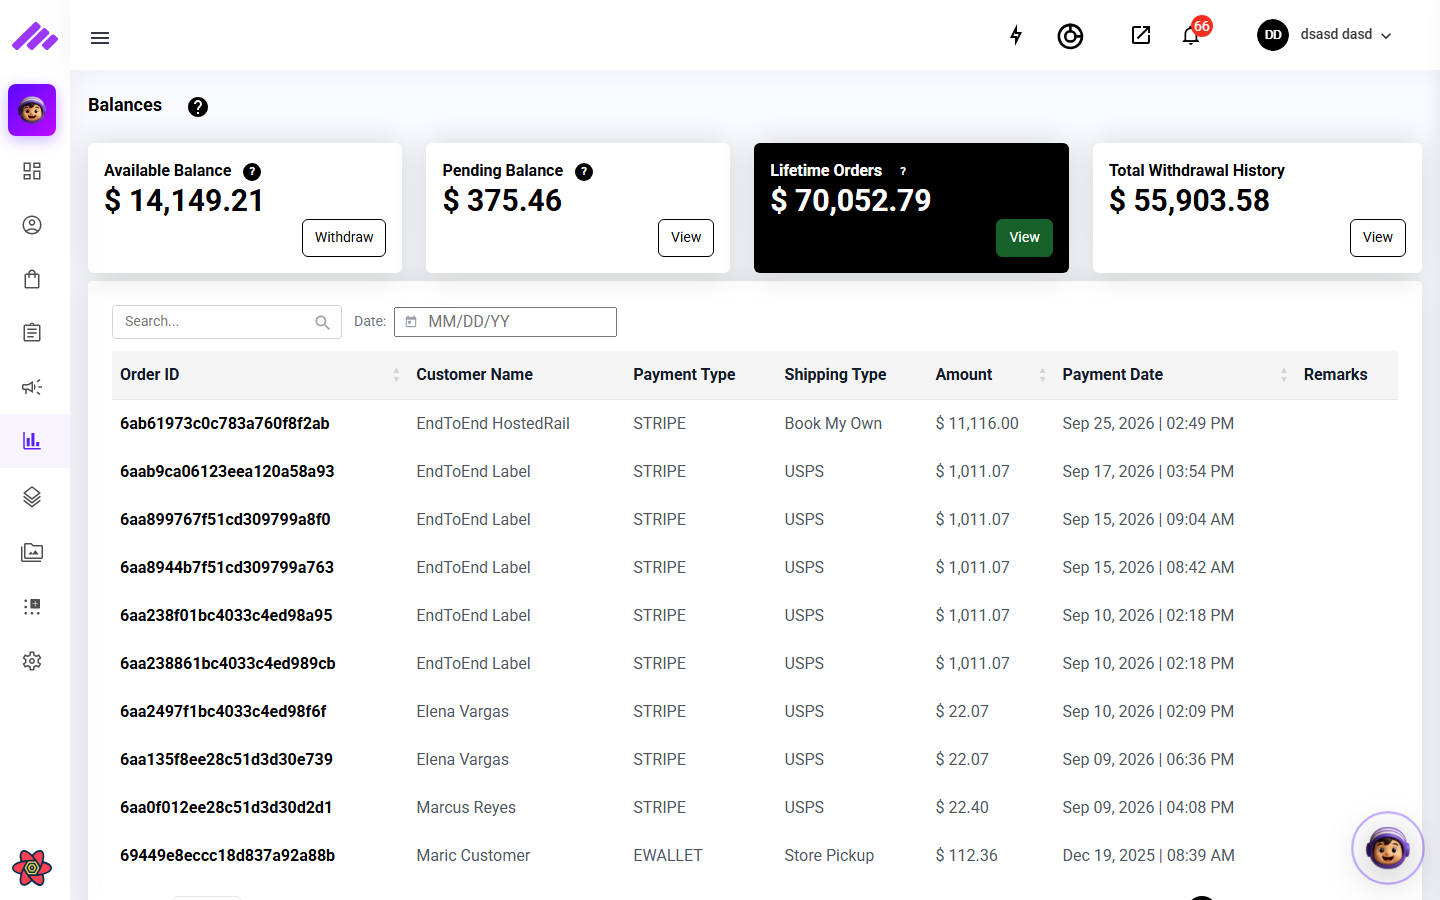 66
DD
dsasd dasd
Balances ?
Available Balance ?
$ 14,149.21
Withdraw
Pending Balance ?
$ 375.46
View
Lifetime Orders ?
$ 70,052.79
View
Total Withdrawal History
$ 55,903.58
View
Search... Date: MM/DD/YY
Order ID Customer Name Payment Type Shipping Type Amount Payment Date Remarks
6ab61973c0c783a760f8f2ab EndToEnd HostedRail STRIPE Book My Own $ 11,116.00 Sep 25, 2026 | 02:49 PM
6aab9ca06123eea120a58a93 EndToEnd Label STRIPE USPS $ 1,011.07 Sep 17, 2026 | 03:54 PM
6aa899767f51cd309799a8f0 EndToEnd Label STRIPE USPS $ 1,011.07 Sep 15, 2026 | 09:04 AM
6aa8944b7f51cd309799a763 EndToEnd Label STRIPE USPS $ 1,011.07 Sep 15, 2026 | 08:42 AM
6aa238f01bc4033c4ed98a95 EndToEnd Label STRIPE USPS $ 1,011.07 Sep 10, 2026 | 02:18 PM
6aa238861bc4033c4ed989cb EndToEnd Label STRIPE USPS $ 1,011.07 Sep 10, 2026 | 02:18 PM
6aa2497f1bc4033c4ed98f6f Elena Vargas STRIPE USPS $ 22.07 Sep 10, 2026 | 02:09 PM
6aa135f8ee28c51d3d30e739 Elena Vargas STRIPE USPS $ 22.07 Sep 09, 2026 | 06:36 PM
6aa0f012ee28c51d3d30d2d1 Marcus Reyes STRIPE USPS $ 22.40 Sep 09, 2026 | 04:08 PM
69449e8eccc18d837a92a88b Maric Customer EWALLET Store Pickup $ 112.36 Dec 19, 2025 | 08:39 AM